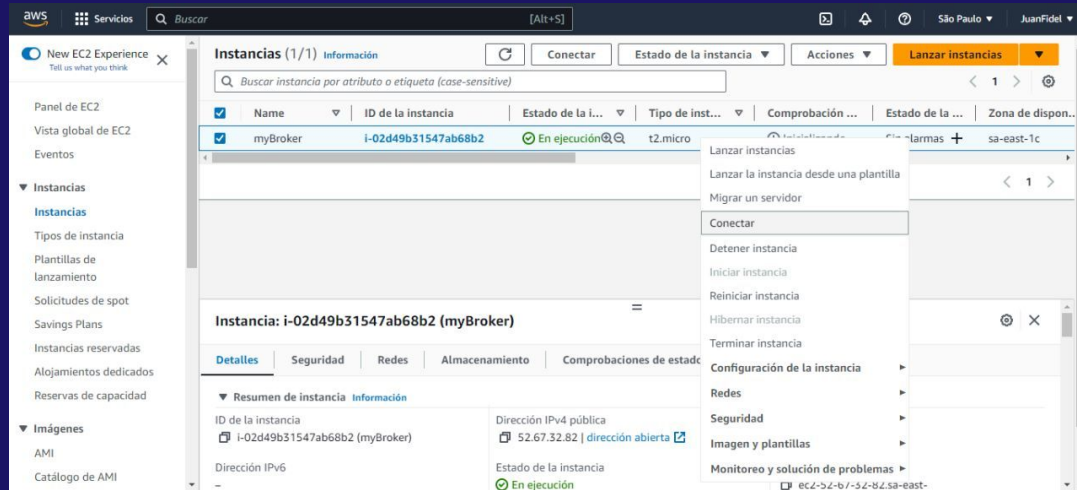 aws Servicios Buscar [Alt+S] São Paulo JuanFidel
New EC2 Experience
Tell us what you think
Panel de EC2
Vista global de EC2
Eventos
Instancias
Instancias
Tipos de instancia
Plantillas de
lanzamiento
Solicitudes de spot
Savings Plans
Instancias reservadas
Alojamientos dedicados
Reservas de capacidad
Imágenes
AMI
Catálogo de AMI
Instancias (1/1) Información Conectar Estado de la instancia Acciones Lanzar instancias
Buscar instancia por atributo o etiqueta (case-sensitive) 1
Name ID de la instancia Estado de la i... Tipo de inst... Comprobación ... Estado de la ... Zona de dispon...
myBroker i-02d49b31547ab68b2 En ejecución t2.micro sa-east-1c
1
Lanzar instancias
Lanzar la instancia desde una plantilla
Migrar un servidor
Conectar
Detener instancia
Iniciar instancia
Reiniciar instancia
Hibernar instancia
Terminar instancia
Configuración de la instancia
Redes
Seguridad
Imagen y plantillas
Monitoreo y solución de problemas
Instancia: i-02d49b31547ab68b2 (myBroker)
Detalles Seguridad Redes Almacenamiento Comprobaciones de estado
Resumen de instancia Información
ID de la instancia Dirección IPv4 pública
i-02d49b31547ab68b2 (myBroker) 52.67.32.82 | dirección abierta
Dirección IPv6 Estado de la instancia
– En ejecución ec2-52-67-32-82.sa-east-